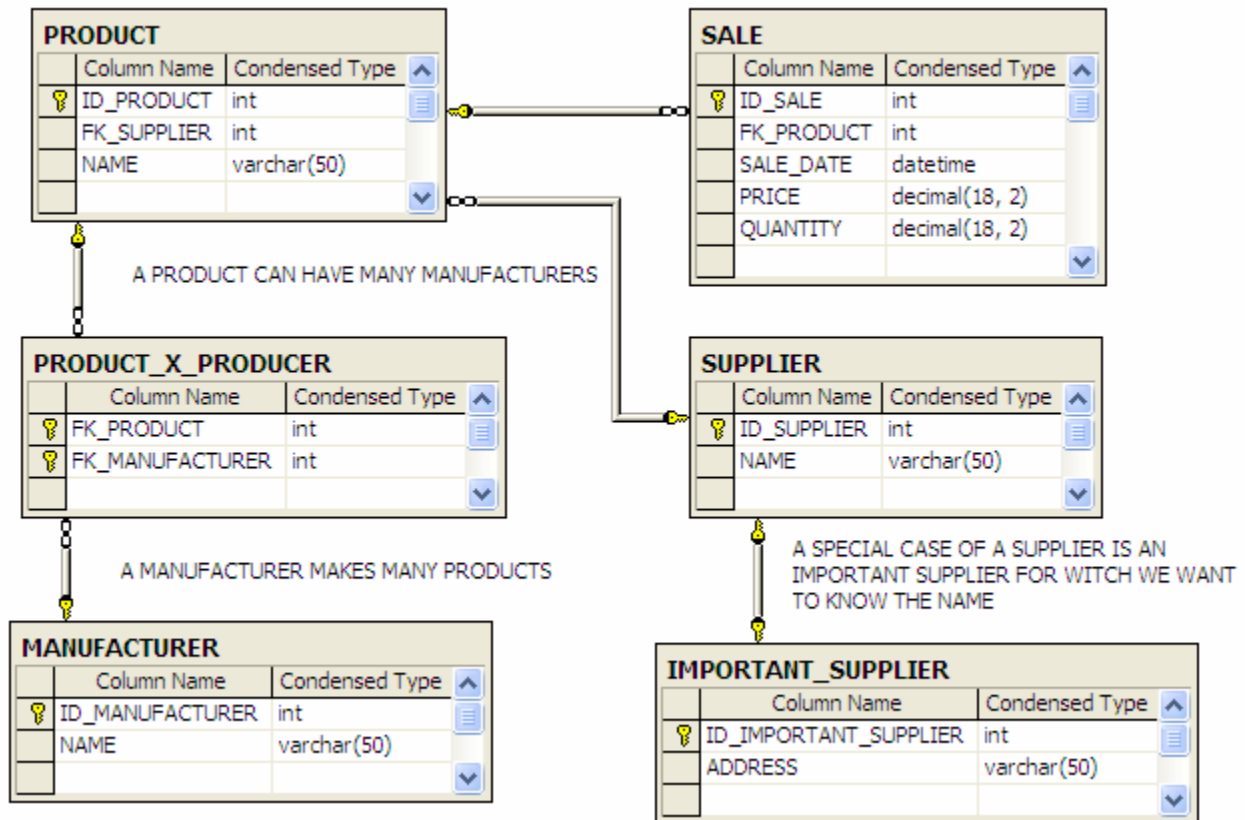 PRODUCT
Column Name Condensed Type
ID_PRODUCT int
FK_SUPPLIER int
NAME varchar(50)
SALE
Column Name Condensed Type
ID_SALE int
FK_PRODUCT int
SALE_DATE datetime
PRICE decimal(18, 2)
QUANTITY decimal(18, 2)
A PRODUCT CAN HAVE MANY MANUFACTURERS
PRODUCT_X_PRODUCER
Column Name Condensed Type
FK_PRODUCT int
FK_MANUFACTURER int
SUPPLIER
Column Name Condensed Type
ID_SUPPLIER int
NAME varchar(50)
A MANUFACTURER MAKES MANY PRODUCTS
A SPECIAL CASE OF A SUPPLIER IS AN
IMPORTANT SUPPLIER FOR WITCH WE WANT
TO KNOW THE NAME
MANUFACTURER
Column Name Condensed Type
ID_MANUFACTURER int
NAME varchar(50)
IMPORTANT_SUPPLIER
Column Name Condensed Type
ID_IMPORTANT_SUPPLIER int
ADDRESS varchar(50)